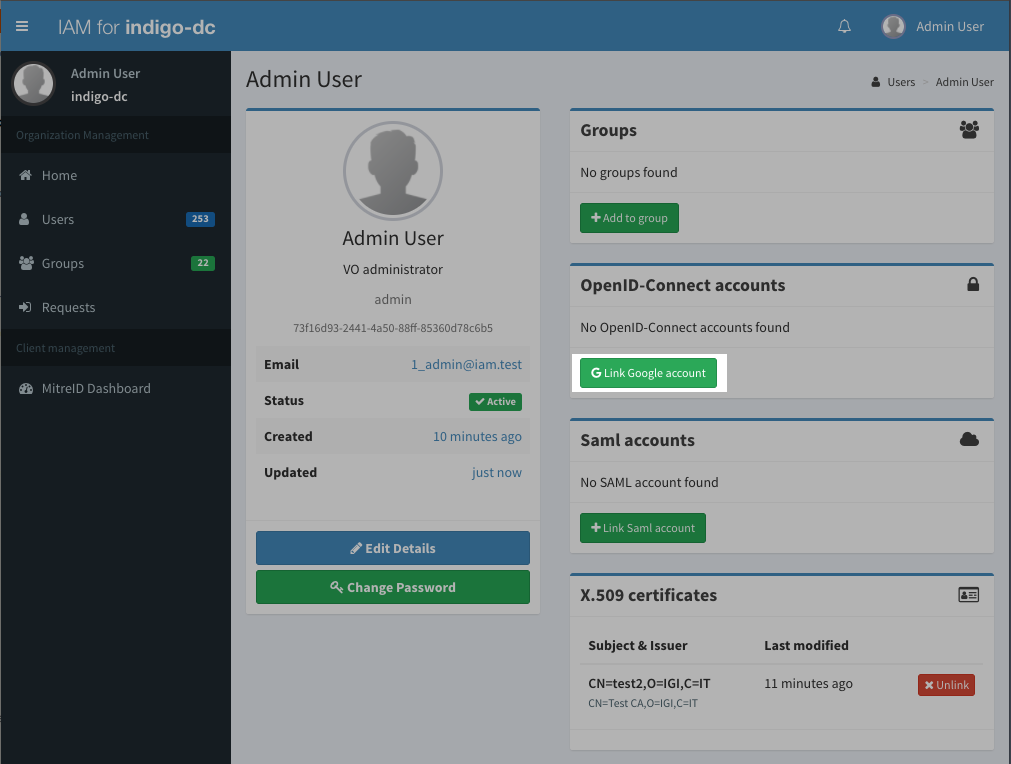 IAM for indigo-dc
Admin User
Admin User
indigo-dc
Organization Management
Home
Users 253
Groups 22
Requests
Client management
MitreID Dashboard
Admin User
Users > Admin User
Admin User
VO administrator
admin
73f16d93-2441-4a50-88ff-85360d78c6b5
Email 1_admin@iam.test
Status Active
Created 10 minutes ago
Updated just now
Edit Details
Change Password
Groups
No groups found
Add to group
OpenID-Connect accounts
No OpenID-Connect accounts found
G Link Google account
Saml accounts
No SAML account found
Link Saml account
X.509 certificates
Subject & Issuer Last modified
CN=test2,O=IGI,C=IT 11 minutes ago Unlink
CN=Test CA,O=IGI,C=IT